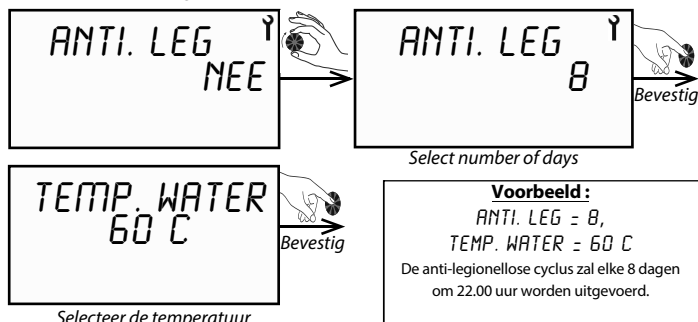 ANTI. LEG
NEE
ANTI. LEG
8
Bevestig
Select number of days
TEMP. WATER
60 C
Bevestig
Selecteer de temperatuur
Voorbeeld :
ANTI. LEG = 8,
TEMP. WATER = 60 C
De anti-legionellose cyclus zal elke 8 dagen
om 22.00 uur worden uitgevoerd.